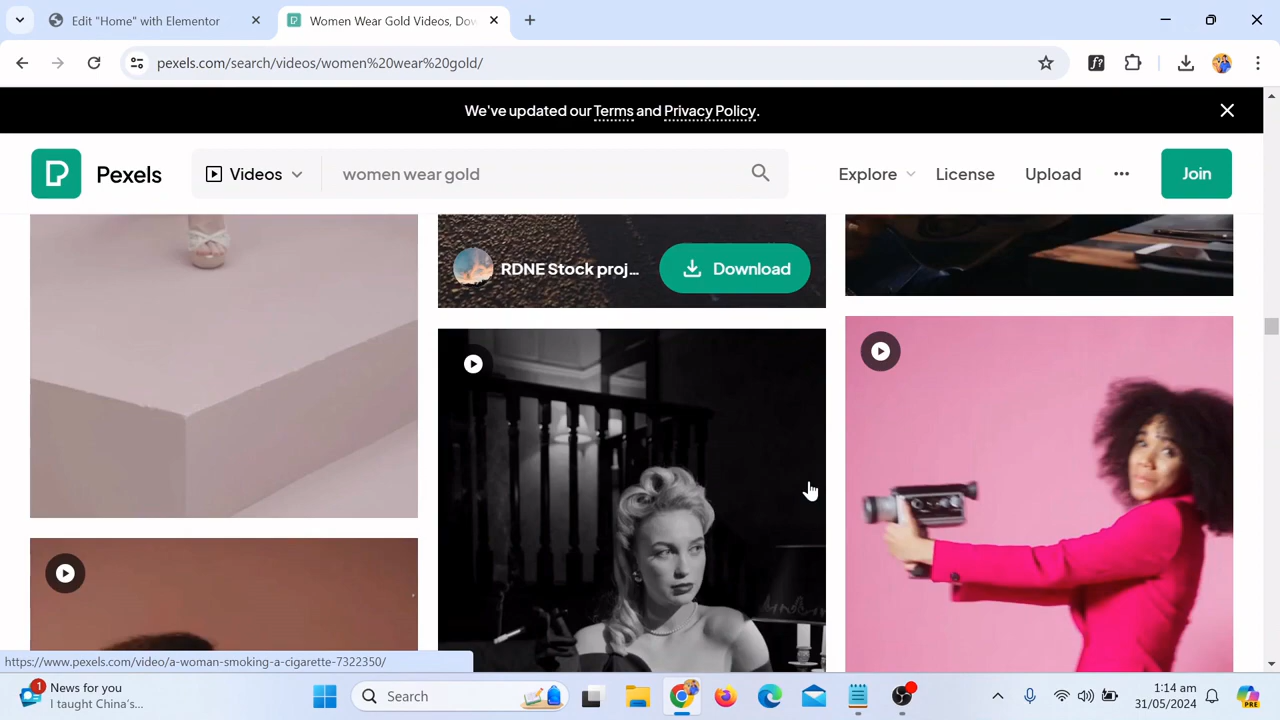 Edit "Home" with Elementor
Women Wear Gold Videos, Dow
pexels.com/search/videos/women%20wear%20gold/
We've updated our Terms and Privacy Policy.
Pexels
Videos
women wear gold
Explore
License
Upload
Join
RDNE Stock proj...
Download
https://www.pexels.com/video/a-woman-smoking-a-cigarette-7322350/
1
News for you
I taught China's...
Search
PRE
1:14 am
31/05/2024